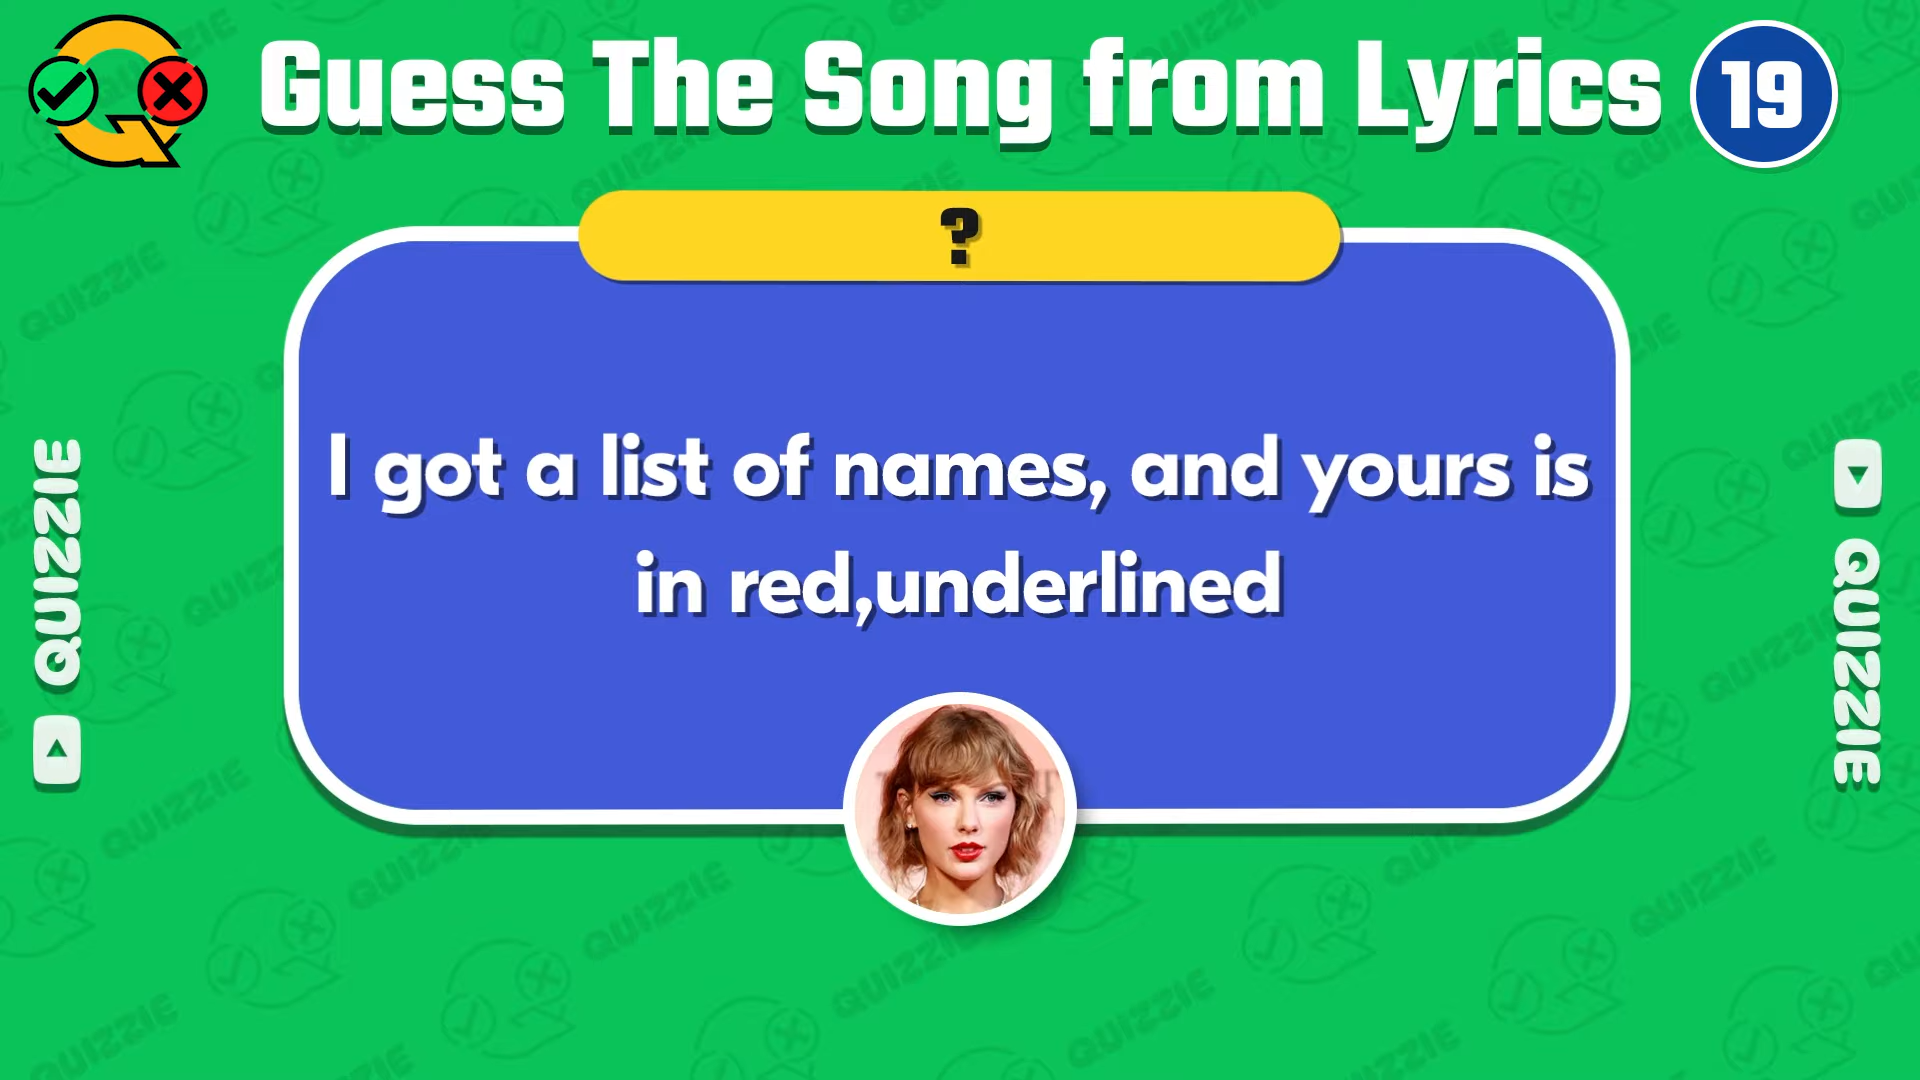 Guess The Song from Lyrics 19
?
I got a list of names, and yours is
in red,underlined
QUIZZIE
QUIZZIE